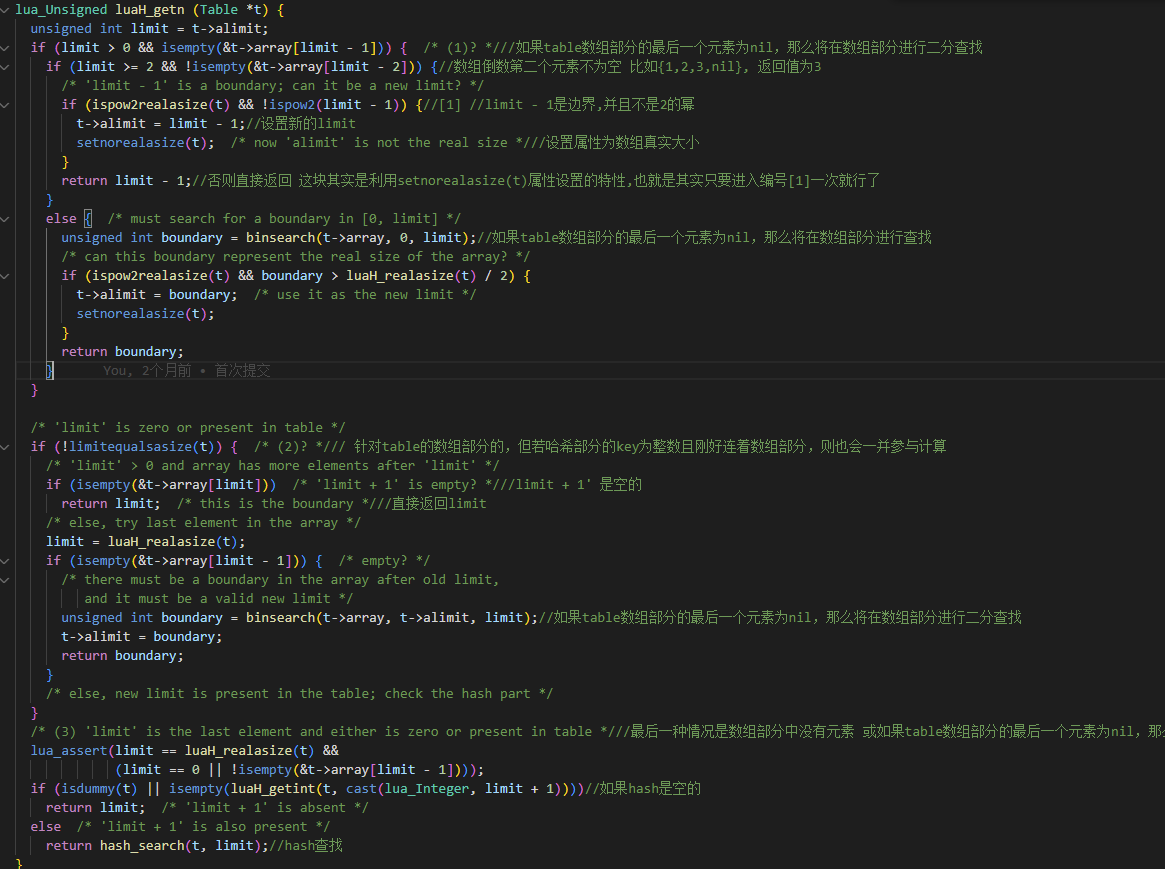 lua_Unsigned luaH_getn (Table *t) {
unsigned int limit = t->alimit;
if (limit > 0 && isempty(&t->array[limit - 1])) {  /* (1)? *///如果table数组部分的最后一个元素为nil，那么将在数组部分进行二分查找
if (limit >= 2 && !isempty(&t->array[limit - 2])) {//数组倒数第二个元素不为空 比如{1,2,3,nil}, 返回值为3
/* 'limit - 1' is a boundary; can it be a new limit? */
if (ispow2realasize(t) && !ispow2(limit - 1)) {//[1] //limit - 1是边界,并且不是2的幂
t->alimit = limit - 1;//设置新的limit
setnorealasize(t);  /* now 'alimit' is not the real size *///设置属性为数组真实大小
}
return limit - 1;//否则直接返回 这块其实是利用setnorealasize(t)属性设置的特性,也就是其实只要进入编号[1]一次就行了
}
else {  /* must search for a boundary in [0, limit] */
unsigned int boundary = binsearch(t->array, 0, limit);//如果table数组部分的最后一个元素为nil，那么将在数组部分进行查找
/* can this boundary represent the real size of the array? */
if (ispow2realasize(t) && boundary > luaH_realasize(t) / 2) {
t->alimit = boundary;  /* use it as the new limit */
setnorealasize(t);
}
return boundary;
}      You, 2个月前 • 首次提交
}
/* 'limit' is zero or present in table */
if (!limitequalsasize(t)) {  /* (2)? */// 针对table的数组部分的，但若哈希部分的key为整数且刚好连着数组部分，则也会一并参与计算
/* 'limit' > 0 and array has more elements after 'limit' */
if (isempty(&t->array[limit]))  /* 'limit + 1' is empty? *///limit + 1' 是空的
return limit;  /* this is the boundary *///直接返回limit
/* else, try last element in the array */
limit = luaH_realasize(t);
if (isempty(&t->array[limit - 1])) {  /* empty? */
/* there must be a boundary in the array after old limit,
and it must be a valid new limit */
unsigned int boundary = binsearch(t->array, t->alimit, limit);//如果table数组部分的最后一个元素为nil，那么将在数组部分进行二分查找
t->alimit = boundary;
return boundary;
}
/* else, new limit is present in the table; check the hash part */
}
/* (3) 'limit' is the last element and either is zero or present in table *///最后一种情况是数组部分中没有元素 或如果table数组部分的最后一个元素为nil，那
lua_assert(limit == luaH_realasize(t) &&
(limit == 0 || !isempty(&t->array[limit - 1])));
if (isdummy(t) || isempty(luaH_getint(t, cast(lua_Integer, limit + 1))))//如果hash是空的
return limit;  /* 'limit + 1' is absent */
else  /* 'limit + 1' is also present */
return hash_search(t, limit);//hash查找
}